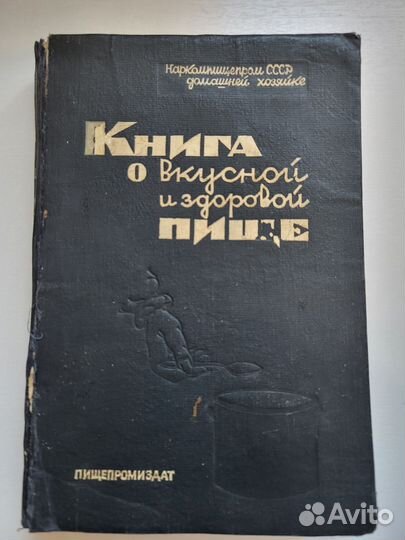 Наркомпищепром СССР
домашней хозяйке
Книга
о вкусной
и здоровой
пище
ПИЩЕПРОМИЗДАТ
Avito